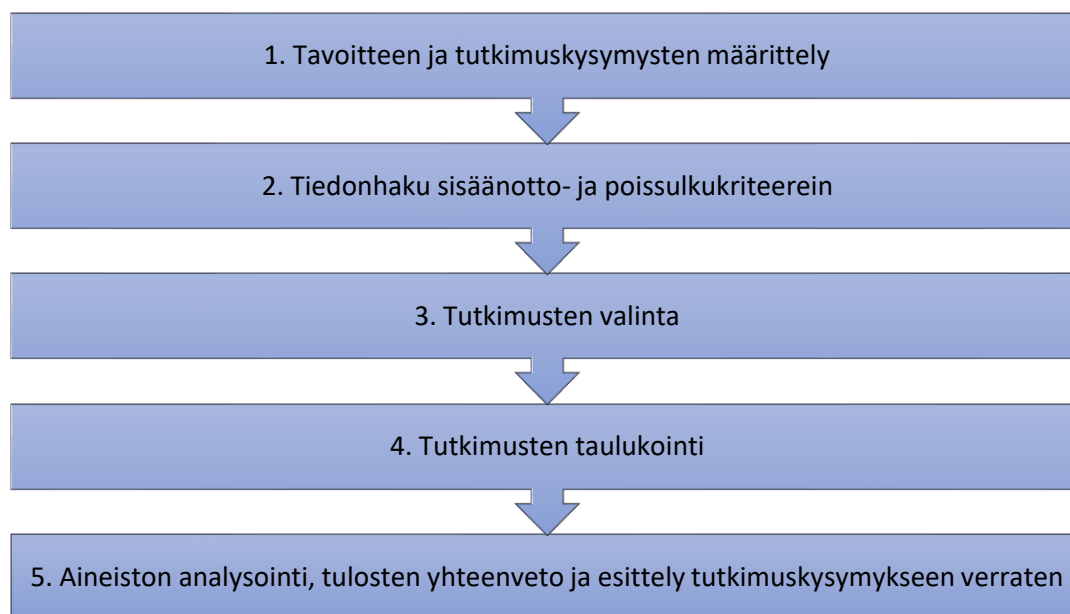 1. Tavoitteen ja tutkimuskysymysten määrittely
2. Tiedonhaku sisäänotto- ja poissulkukriteerein
3. Tutkimusten valinta
4. Tutkimusten taulukointi
5. Aineiston analysointi, tulosten yhteenveto ja esittely tutkimuskysymykseen verraten